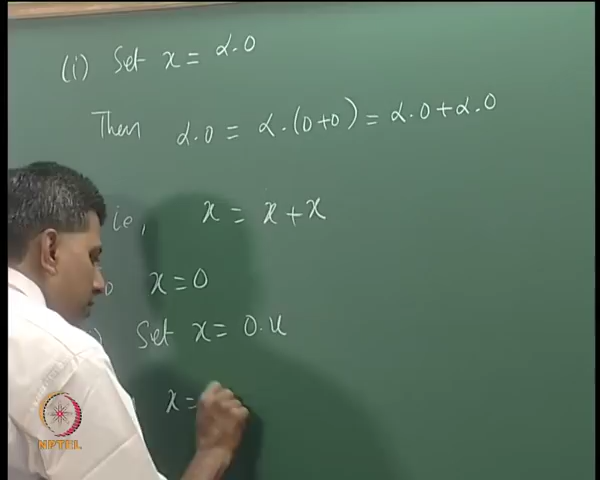 (i) Set x = α.0
Then α.0 = α.(0+0) = α.0 + α.0
ie, x = x + x
x = 0
) Set x = 0.u
x =
NPTEL